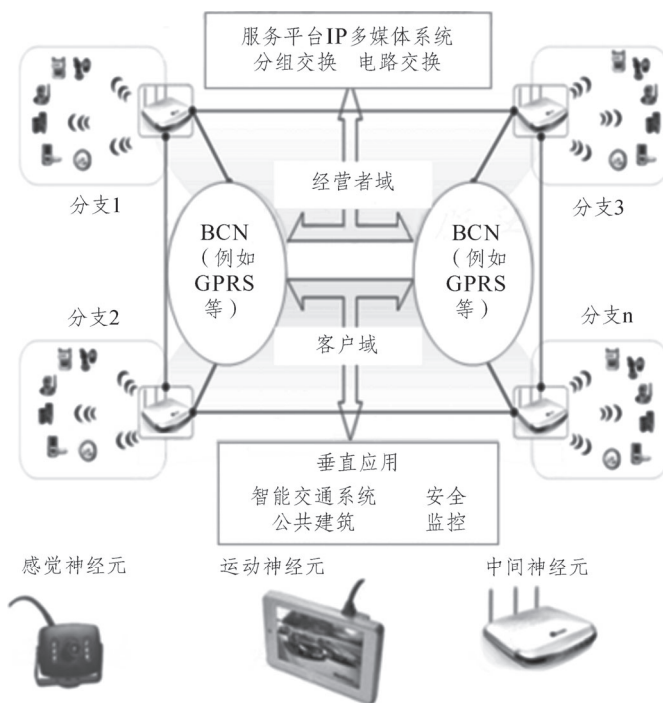 服务平台IP多媒体系统
分组交换 电路交换
分支1
经营者域
分支3
BCN
（例如
GPRS
等）
BCN
（例如
GPRS
等）
分支2
客户域
分支n
垂直应用
智能交通系统 安全
公共建筑 监控
感觉神经元 运动神经元 中间神经元